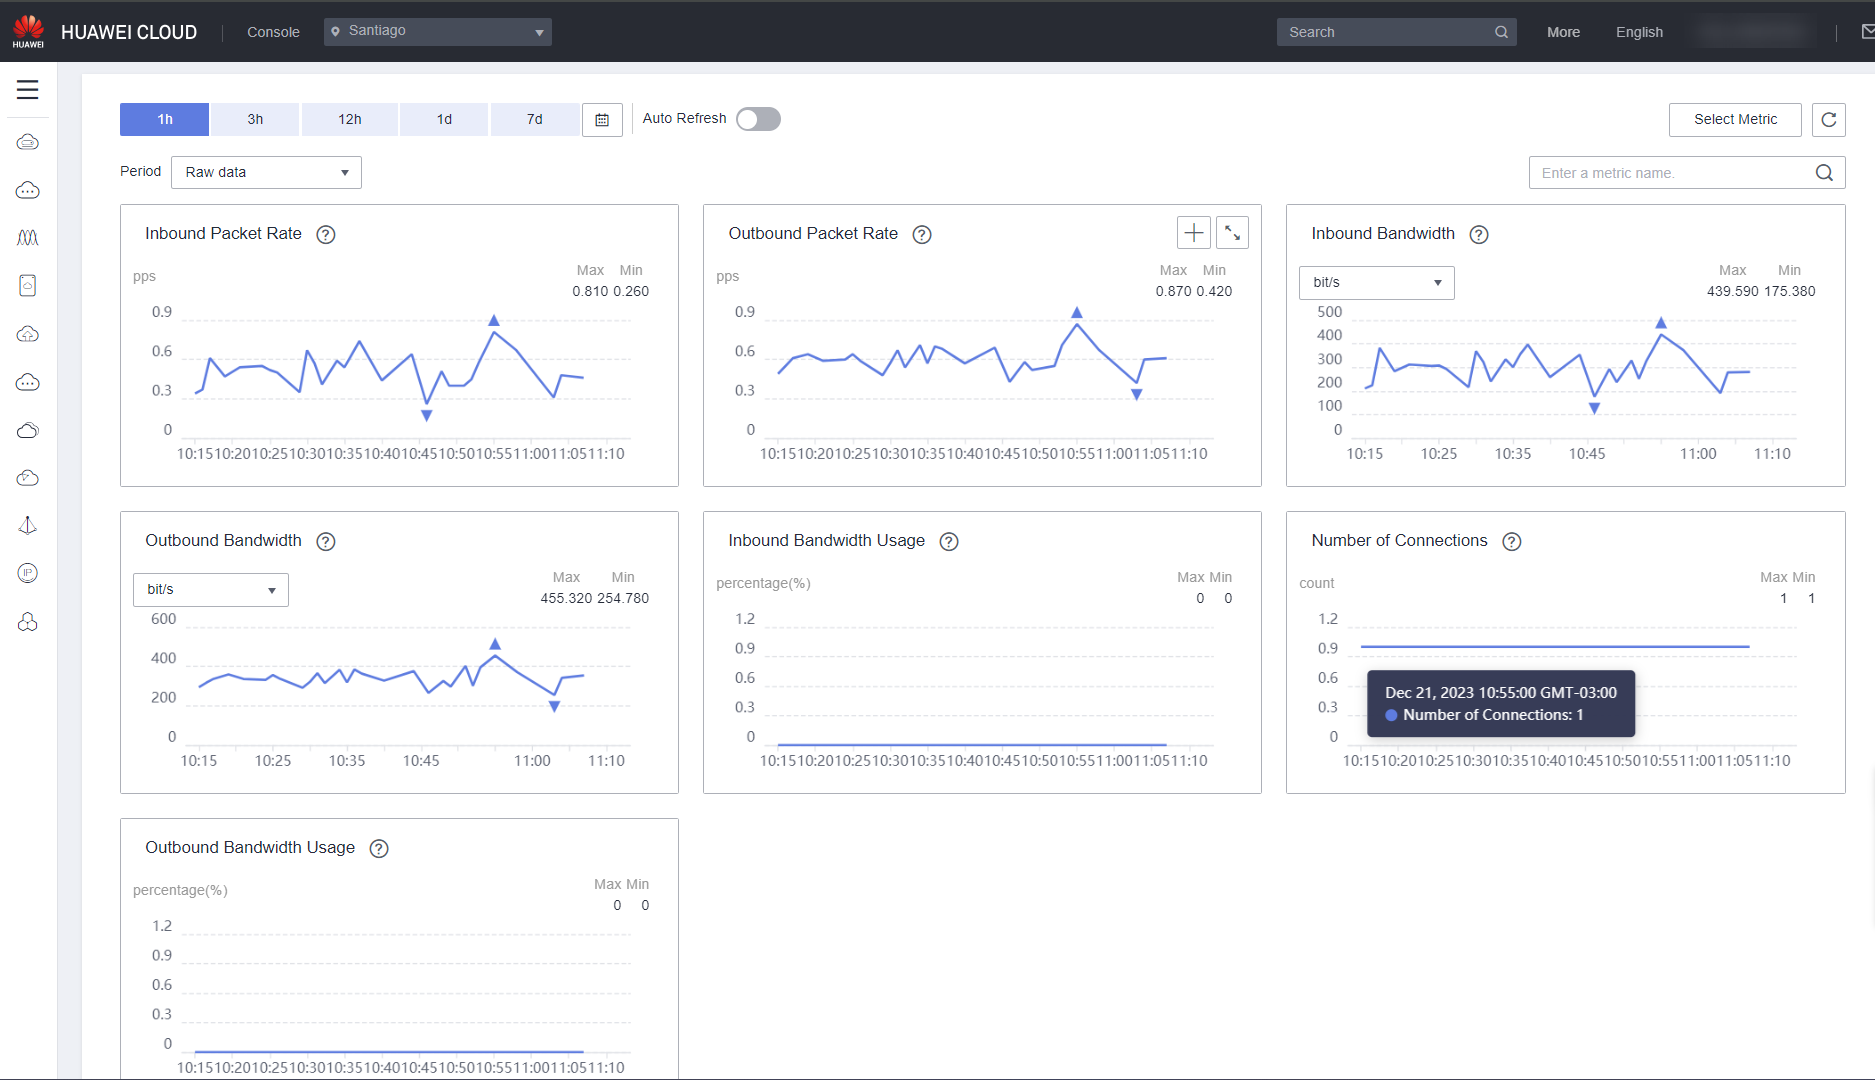 HUAWEI
HUAWEI CLOUD
Console
Santiago
Search
More
English
1h
3h
12h
1d
7d
Auto Refresh
Select Metric
Period
Raw data
Enter a metric name.
Inbound Packet Rate
pps
Max Min
0.810 0.260
0.9
0.6
0.3
0
10:15 10:20 10:25 10:30 10:35 10:40 10:45 10:50 10:55 11:00 11:05 11:10
Outbound Packet Rate
pps
Max Min
0.870 0.420
0.9
0.6
0.3
0
10:15 10:20 10:25 10:30 10:35 10:40 10:45 10:50 10:55 11:00 11:05 11:10
Inbound Bandwidth
bit/s
Max Min
439.590 175.380
500
400
300
200
100
0
10:15 10:25 10:35 10:45 11:00 11:10
Outbound Bandwidth
bit/s
Max Min
455.320 254.780
600
400
200
0
10:15 10:25 10:35 10:45 11:00 11:10
Inbound Bandwidth Usage
percentage(%)
Max Min
0 0
1.2
0.9
0.6
0.3
0
10:15 10:20 10:25 10:30 10:35 10:40 10:45 10:50 10:55 11:00 11:05 11:10
Number of Connections
count
Max Min
1 1
1.2
0.9
0.6
0.3
0
Dec 21, 2023 10:55:00 GMT-03:00
Number of Connections: 1
10:15 10:20 10:25 10:30 10:35 10:40 10:45 10:50 10:55 11:00 11:05 11:10
IP
Outbound Bandwidth Usage
percentage(%)
Max Min
0 0
1.2
0.9
0.6
0.3
0
10:15 10:20 10:25 10:30 10:35 10:40 10:45 10:50 10:55 11:00 11:05 11:10